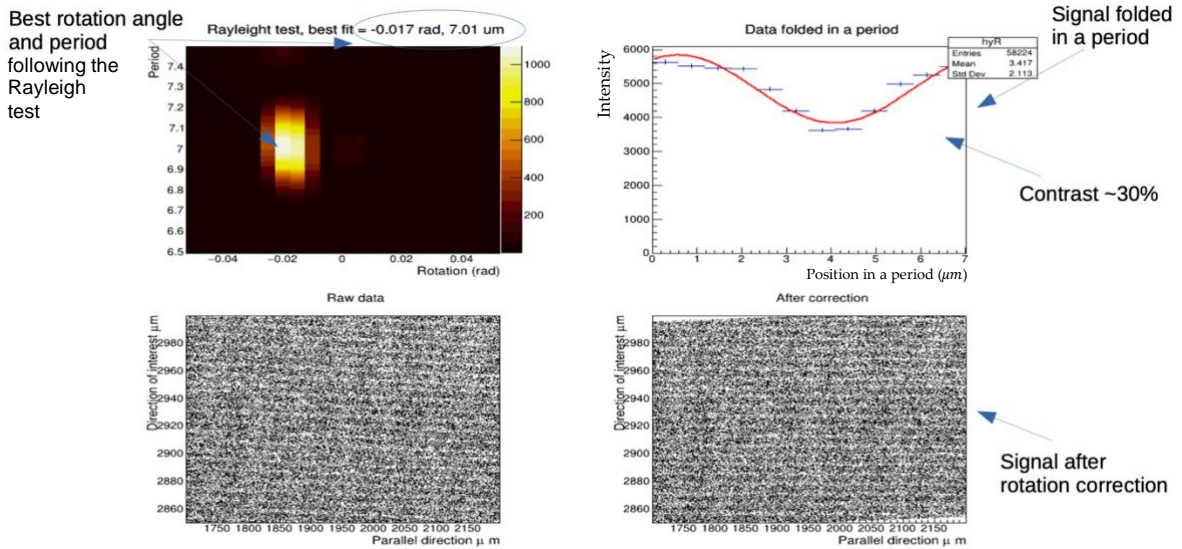 Best rotation angle
and period
following the
Rayleigh
test
Rayleight test, best fit = -0.017 rad, 7.01 um
Period
7.4
7.3
7.2
7.1
7
6.9
6.8
6.7
6.6
6.5
−0.04
−0.02
0
0.02
0.04
Rotation (rad)
1000
800
600
400
200
Data folded in a period
Intensity
6000
5000
4000
3000
2000
1000
0
0
1
2
3
4
5
6
7
Position in a period (μm)
hyR
Entries 58224
Mean 3.417
Std Dev 2.113
Signal folded
in a period
Contrast ~30%
Raw data
Direction of interest μm
2980
2960
2940
2920
2900
2880
2860
1750 1800 1850 1900 1950 2000 2050 2100 2150
Parallel direction μ m
After correction
Direction of interest μm
2980
2960
2940
2920
2900
2880
2860
1750 1800 1850 1900 1950 2000 2050 2100 2150
Parallel direction μ m
Signal after
rotation correction